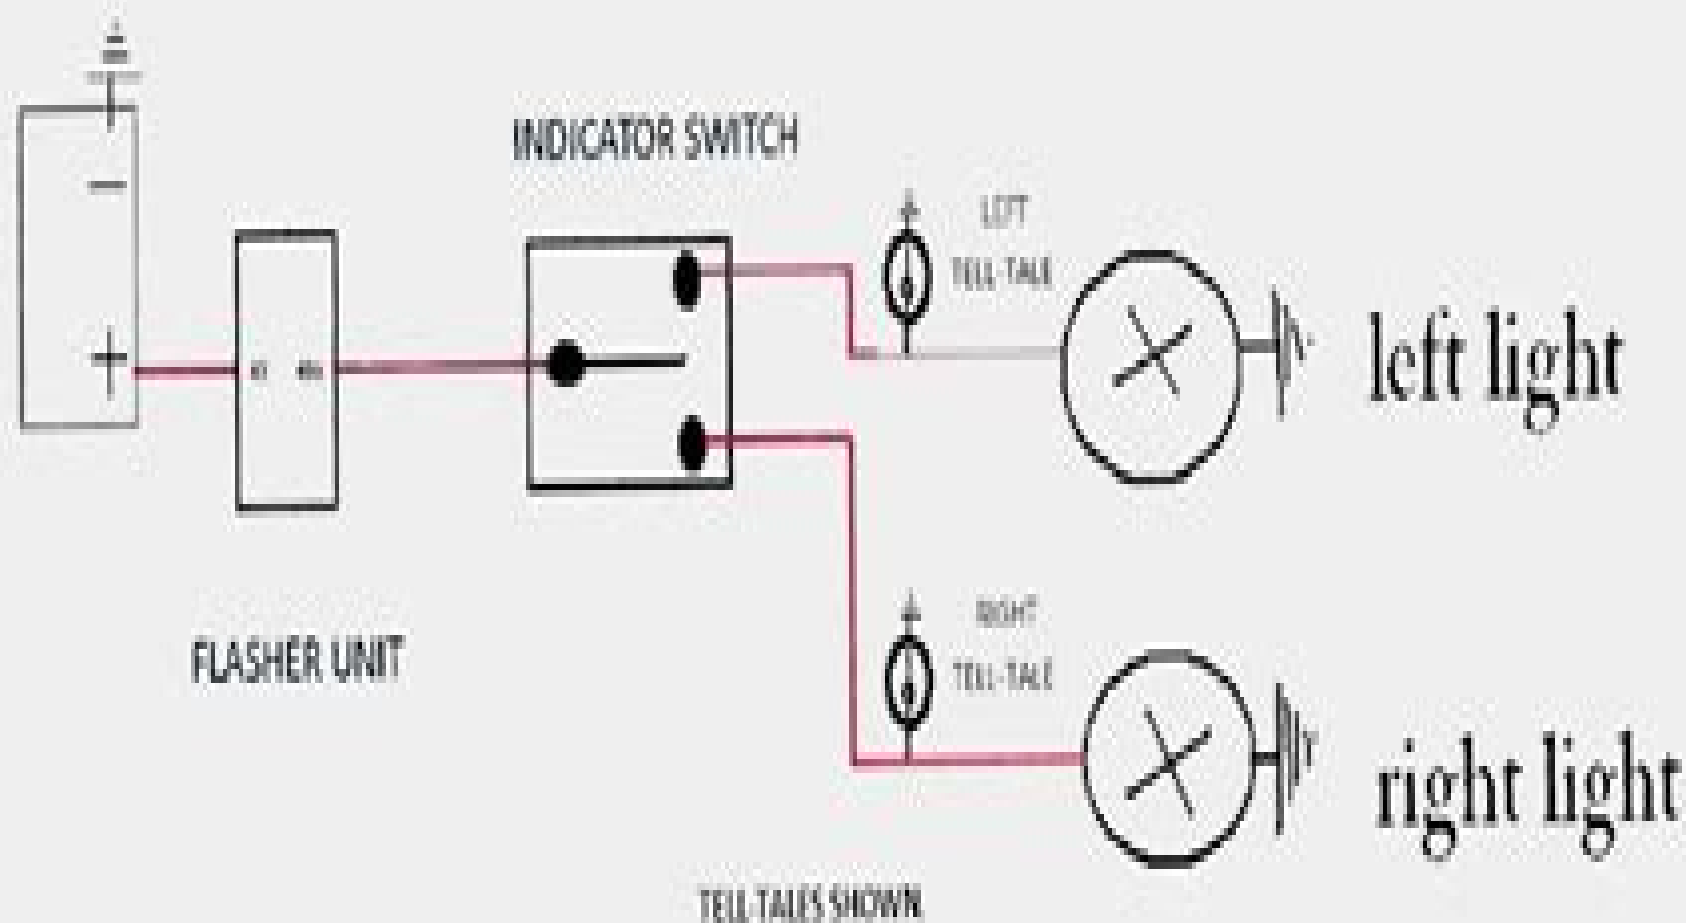 INDICATOR SWITCH
LEFT
TELL-TALE
left light
FLASHER UNIT
RIGHT
TELL-TALE
right light
TELL-TALES SHOWN